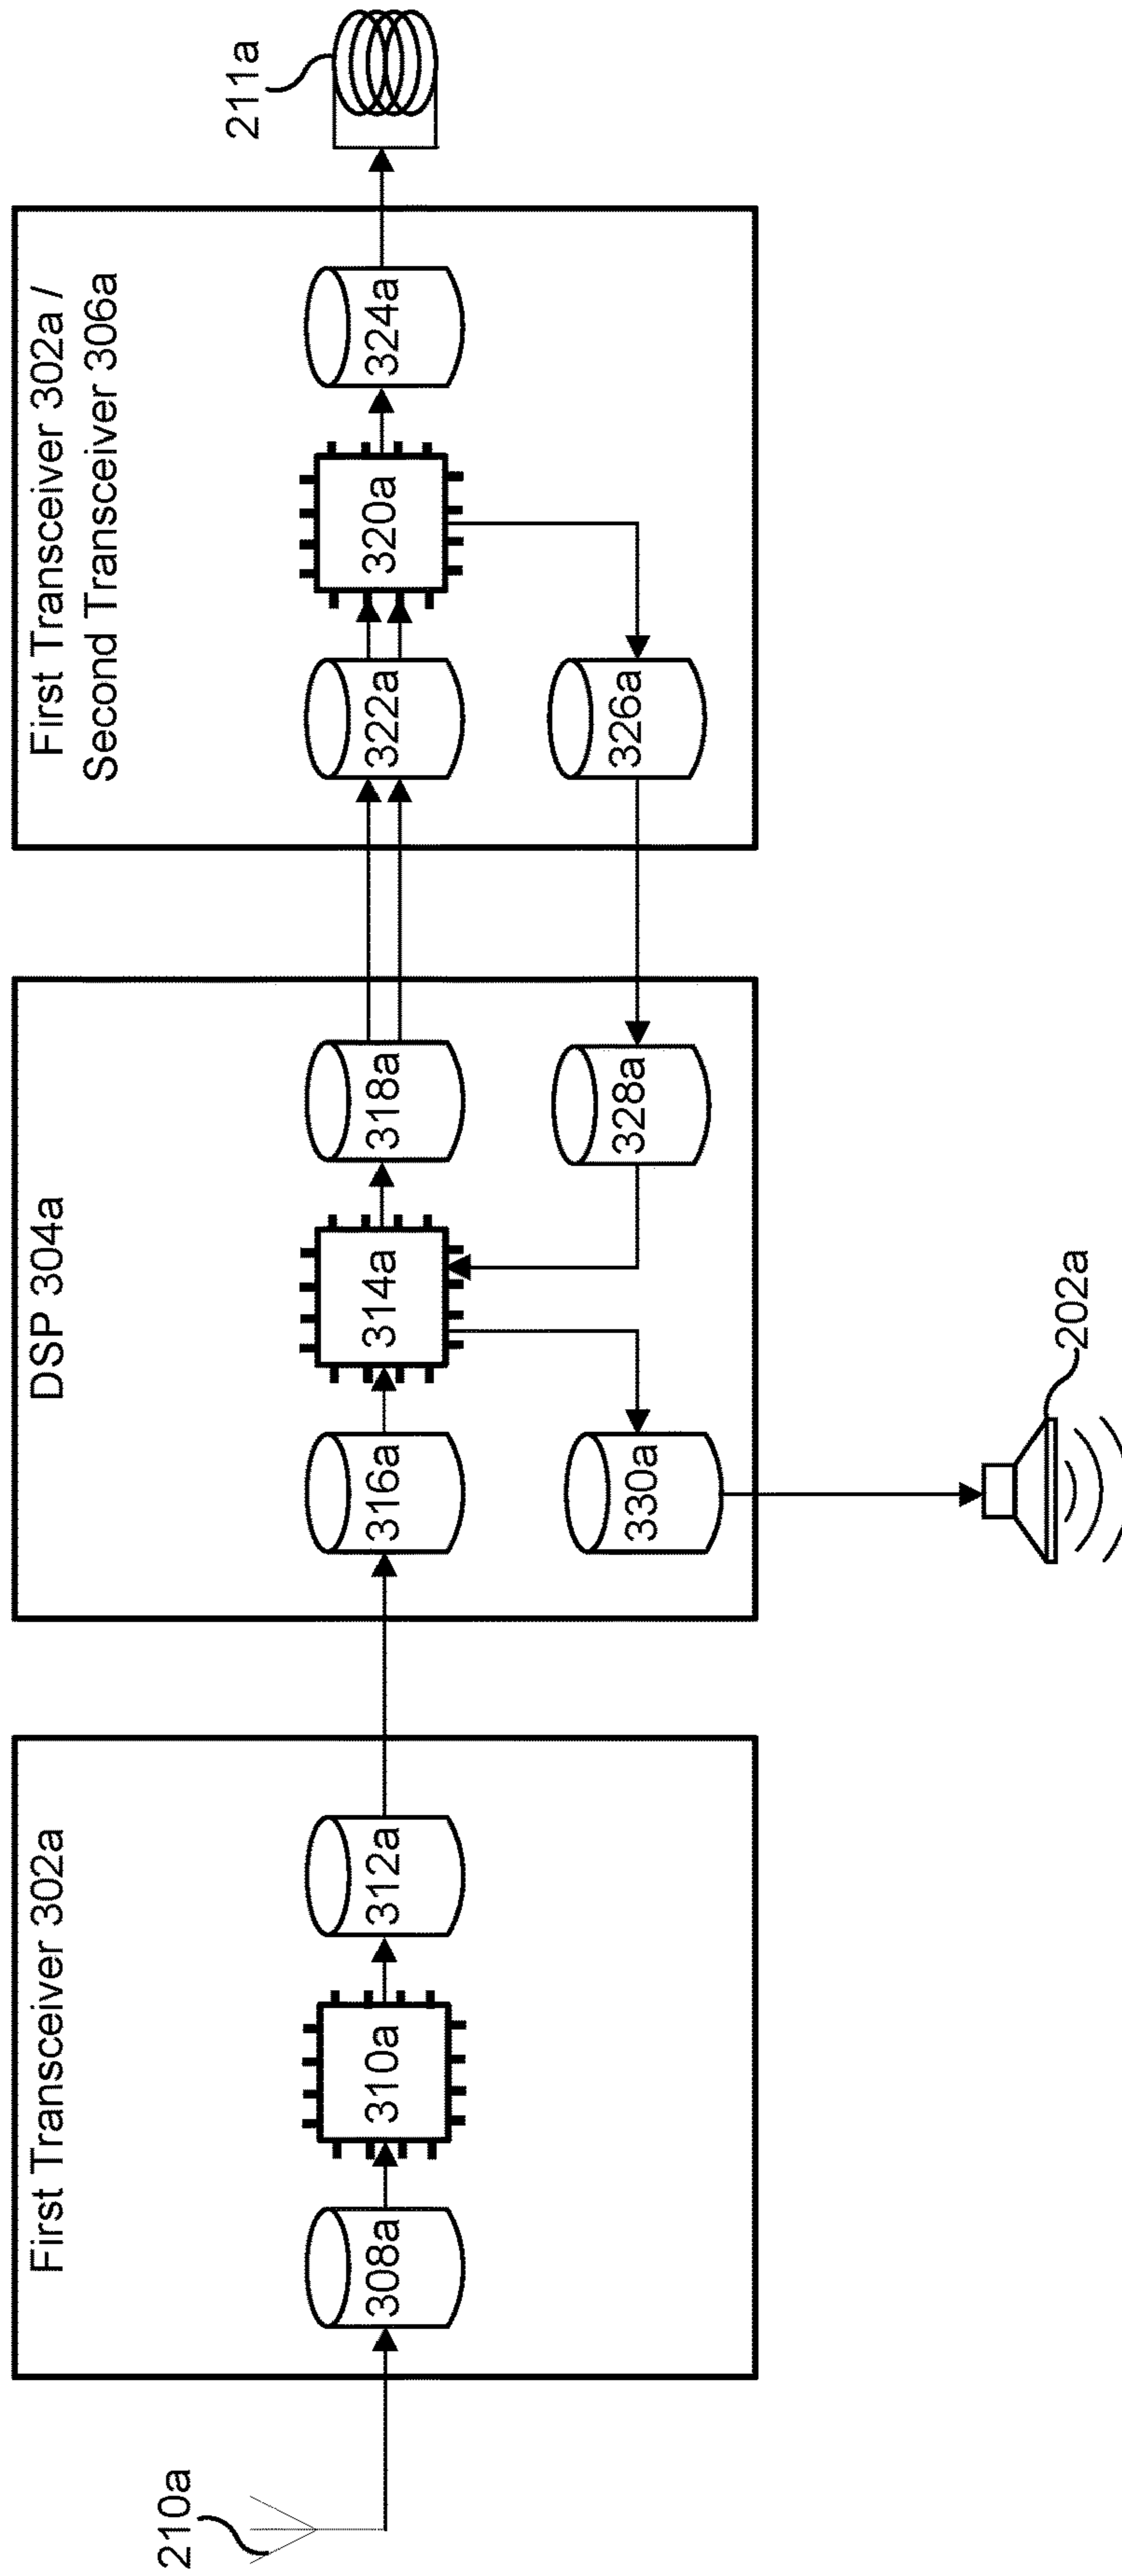 210a
First Transceiver 302a
308a
310a
312a
DSP 304a
316a
314a
318a
330a
328a
202a
First Transceiver 302a /
Second Transceiver 306a
322a
320a
324a
326a
211a